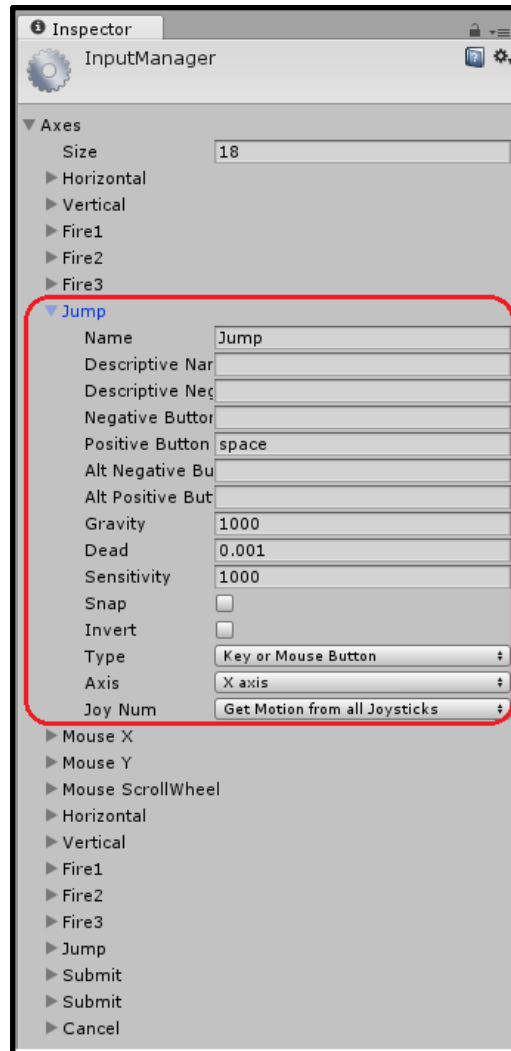 Inspector
InputManager
Axes
Size 18
Horizontal
Vertical
Fire1
Fire2
Fire3
Jump
Name Jump
Descriptive Nar
Descriptive Neg
Negative Button
Positive Button space
Alt Negative Bu
Alt Positive But
Gravity 1000
Dead 0.001
Sensitivity 1000
Snap
Invert
Type Key or Mouse Button
Axis X axis
Joy Num Get Motion from all Joysticks
Mouse X
Mouse Y
Mouse ScrollWheel
Horizontal
Vertical
Fire1
Fire2
Fire3
Jump
Submit
Submit
Cancel